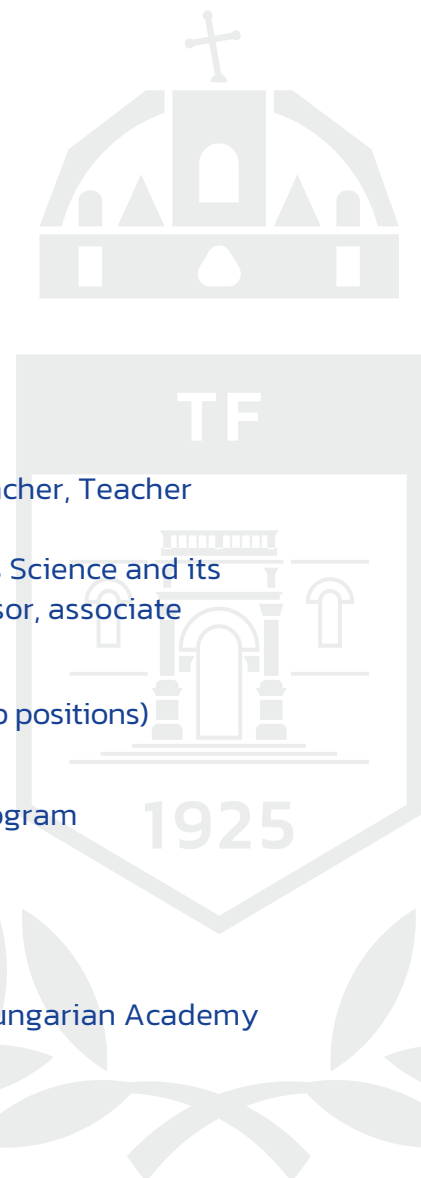 TF
cher, Teacher
Science and its
sor, associate
positions)
ogram
1925
ungarian Academy